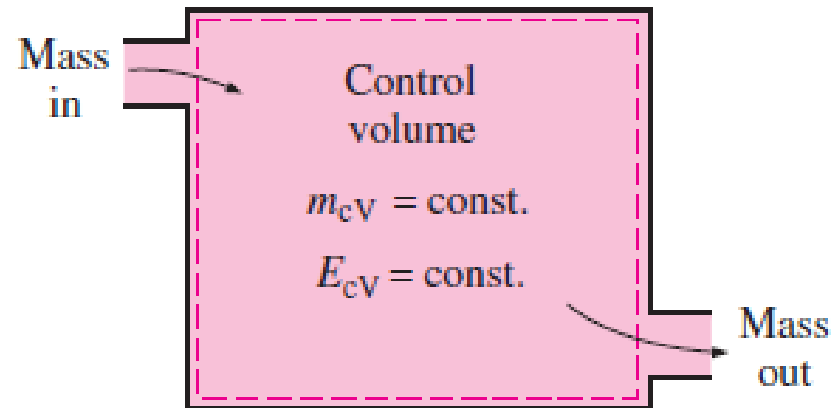 Mass
in
Control
volume
m_CV = const.
E_CV = const.
Mass
out